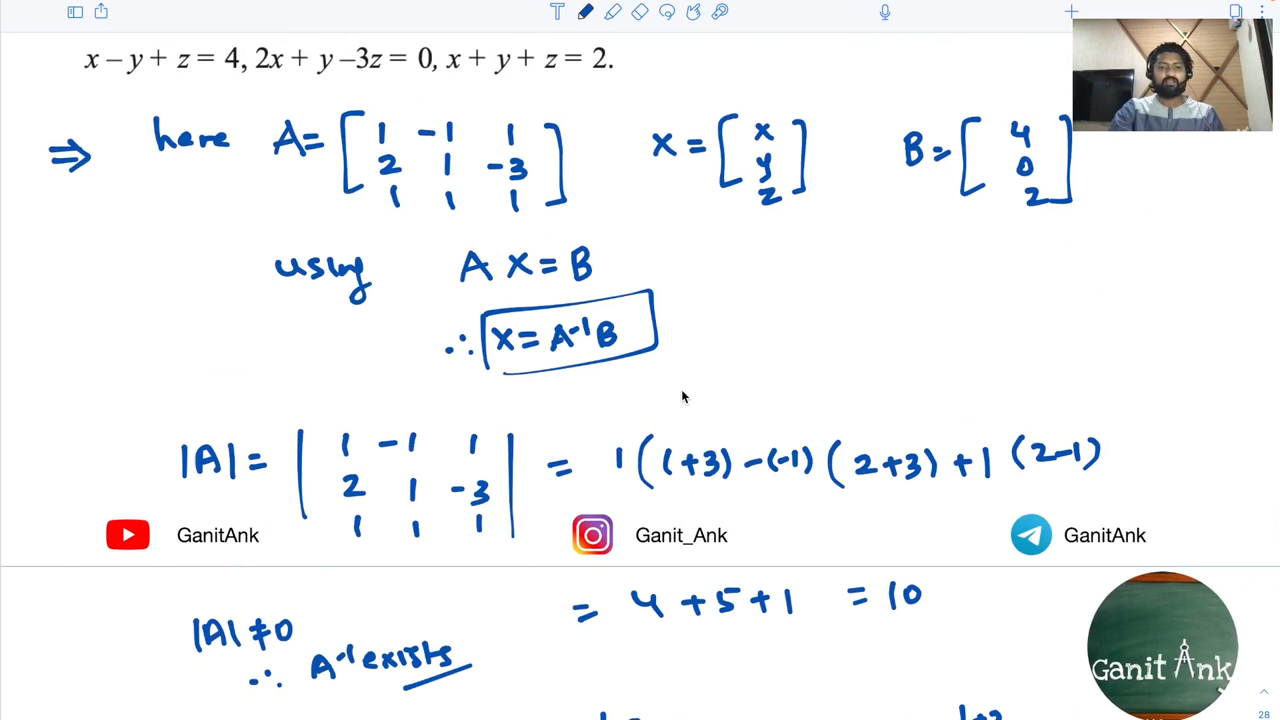 x – y + z = 4, 2x + y –3z = 0, x + y + z = 2.
⇒ here A = [ 1 -1 1 X = [ x B = [ 4
2 1 -3 y 0
1 1 1 ] z ] 2 ]
using A X = B
∴ X = A⁻¹B
|A| = | 1 -1 1 | = 1 (1+3) -(-1) (2+3) +1 (2-1)
2 1 -3
1 1 1
GanitAnk Ganit_Ank GanitAnk
= 4 + 5 + 1 = 10
|A| ≠ 0
∴ A⁻¹ exists
Ganit Ank
28